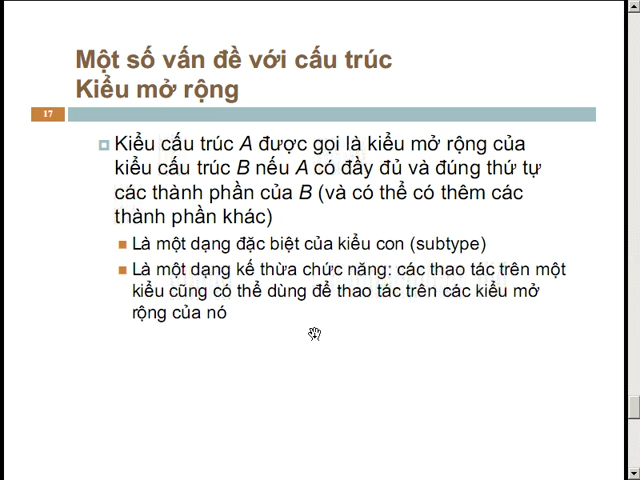 Một số vấn đề với cấu trúc
Kiểu mở rộng
17
Kiểu cấu trúc A được gọi là kiểu mở rộng của
kiểu cấu trúc B nếu A có đầy đủ và đúng thứ tự
các thành phần của B (và có thể có thêm các
thành phần khác)
Là một dạng đặc biệt của kiểu con (subtype)
Là một dạng kế thừa chức năng: các thao tác trên một
kiểu cũng có thể dùng để thao tác trên các kiểu mở
rộng của nó